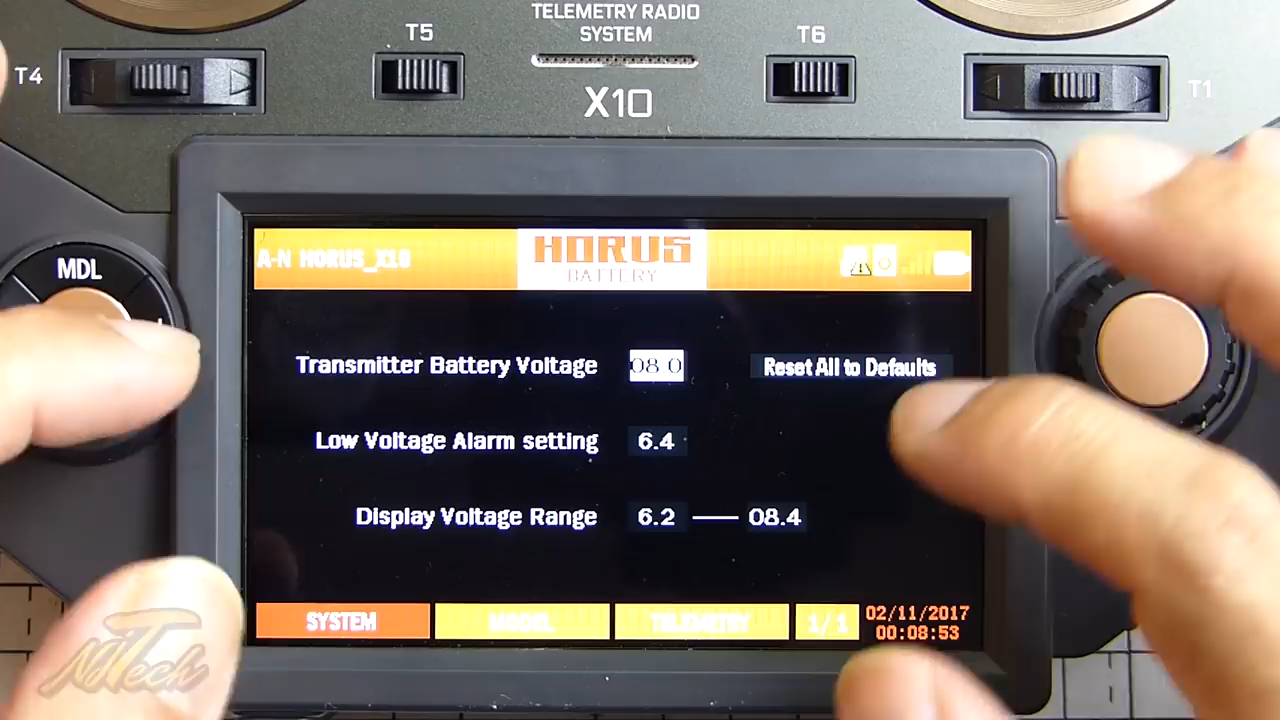 TELEMETRY RADIO
SYSTEM
T5
T6
T4
T1
X10
MDL
A-N HORUS_X10
HORUS
BATTERY
Transmitter Battery Voltage 08.0 Reset All to Defaults
Low Voltage Alarm setting 6.4
Display Voltage Range 6.2 — 08.4
SYSTEM MODEL TELEMETRY 1/1 02/11/2017
00:08:53
NTech